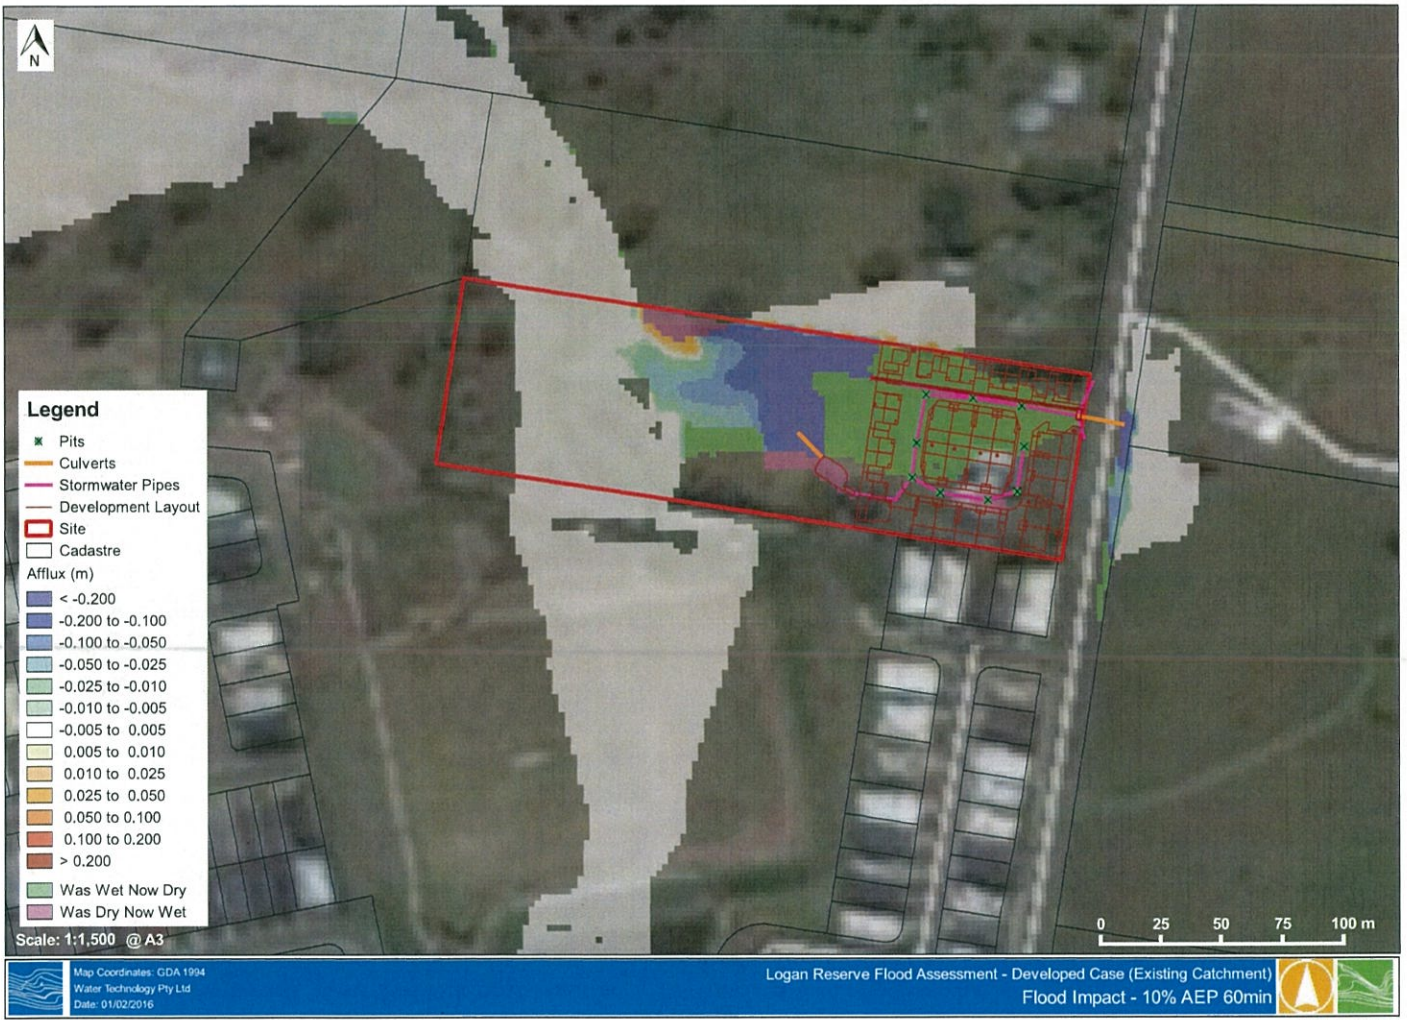 N
Legend
Pits
Culverts
Stormwater Pipes
Development Layout
Site
Cadastre
Afflux (m)
< -0.200
-0.200 to -0.100
-0.100 to -0.050
-0.050 to -0.025
-0.025 to -0.010
-0.010 to -0.005
-0.005 to 0.005
0.005 to 0.010
0.010 to 0.025
0.025 to 0.050
0.050 to 0.100
0.100 to 0.200
> 0.200
Was Wet Now Dry
Was Dry Now Wet
Scale: 1:1,500 @ A3
0 25 50 75 100 m
Map Coordinates: GDA 1994
Water Technology Pty Ltd
Date: 01/02/2016
Logan Reserve Flood Assessment - Developed Case (Existing Catchment)
Flood Impact - 10% AEP 60min